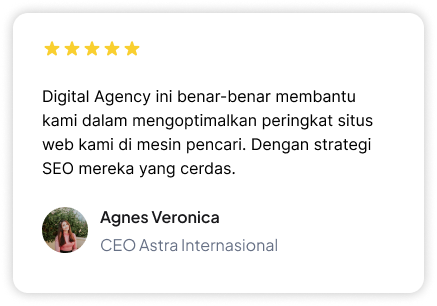 Digital Agency ini benar-benar membantu
kami dalam mengoptimalkan peringkat situs
web kami di mesin pencari. Dengan strategi
SEO mereka yang cerdas.
Agnes Veronica
CEO Astra Internasional